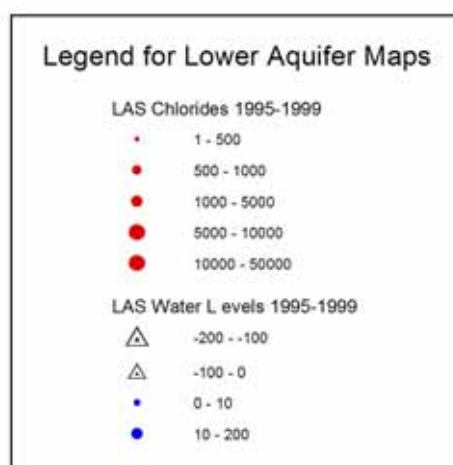 Legend for Lower Aquifer Maps
LAS Chlorides 1995-1999
1 - 500
500 - 1000
1000 - 5000
5000 - 10000
10000 - 50000
LAS Water L evels 1995-1999
-200 - -100
-100 - 0
0 - 10
10 - 200